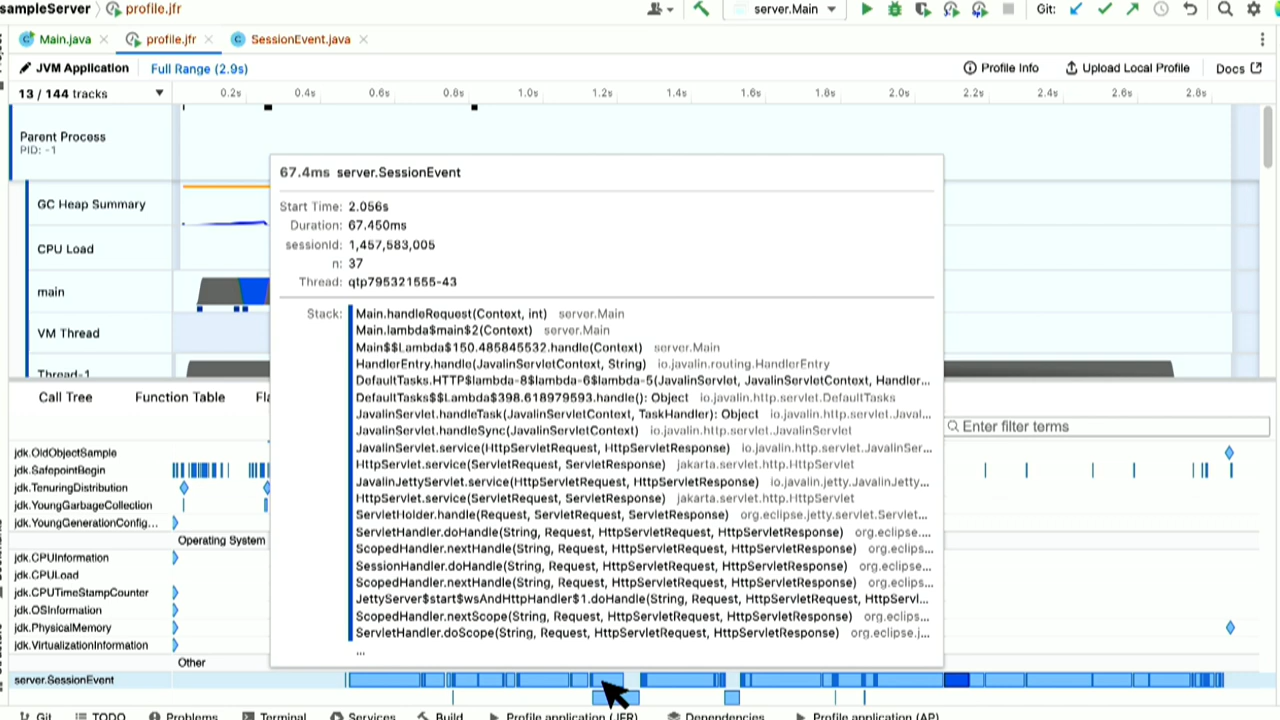 sampleServer > profile.jfr server.Main Git:
Main.java profile.jfr SessionEvent.java
JVM Application Full Range (2.9s) Profile Info Upload Local Profile Docs
13 / 144 tracks 0.2s 0.4s 0.6s 0.8s 1.0s 1.2s 1.4s 1.6s 1.8s 2.0s 2.2s 2.4s 2.6s 2.8s
Parent Process
PID: -1
GC Heap Summary
CPU Load
main
VM Thread
Thread-1
67.4ms server.SessionEvent
Start Time: 2.056s
Duration: 67.450ms
sessionId: 1,457,583,005
n: 37
Thread: qtp795321555-43
Stack: Main.handleRequest(Context, int) server.Main
Main.lambda$main$2(Context) server.Main
Main$$Lambda$150.485845532.handle(Context) server.Main
HandlerEntry.handle(JavalinServletContext, String) io.javalin.routing.HandlerEntry
DefaultTasks.HTTP$lambda-8$lambda-6$lambda-5(JavalinServlet, JavalinServletContext, Handler...
DefaultTasks$$Lambda$398.618979593.handle(): Object io.javalin.http.servlet.DefaultTasks
JavalinServlet.handleTask(JavalinServletContext, TaskHandler): Object io.javalin.http.servlet.Javal...
JavalinServlet.handleSync(JavalinServletContext) io.javalin.http.servlet.JavalinServlet
JavalinServlet.service(HttpServletRequest, HttpServletResponse) io.javalin.http.servlet.JavalinSer...
HttpServlet.service(ServletRequest, ServletResponse) jakarta.servlet.http.HttpServlet
JavalinJettyServlet.service(HttpServletRequest, HttpServletResponse) io.javalin.jetty.JavalinJetty...
HttpServlet.service(ServletRequest, ServletResponse) jakarta.servlet.http.HttpServlet
ServletHolder.handle(Request, ServletRequest, ServletResponse) org.eclipse.jetty.servlet.Servlet...
ServletHandler.doHandle(String, Request, HttpServletRequest, HttpServletResponse) org.eclipse...
ScopedHandler.nextHandle(String, Request, HttpServletRequest, HttpServletResponse) org.eclips...
SessionHandler.doHandle(String, Request, HttpServletRequest, HttpServletResponse) org.eclipse...
ScopedHandler.nextHandle(String, Request, HttpServletRequest, HttpServletResponse) org.eclips...
JettyServer$start$wsAndHttpHandler$1.doHandle(String, Request, HttpServletRequest, HttpServl...
ScopedHandler.nextScope(String, Request, HttpServletRequest, HttpServletResponse) org.eclips...
ServletHandler.doScope(String, Request, HttpServletRequest, HttpServletResponse) org.eclipse.j...
...
Call Tree Function Table Fla
Enter filter terms
jdk.OldObjectSample
jdk.SafepointBegin
jdk.TenuringDistribution
jdk.YoungGarbageCollection
jdk.YoungGenerationConfig...
Operating System
jdk.CPUInformation
jdk.CPULoad
jdk.CPUTimeStampCounter
jdk.OSInformation
jdk.PhysicalMemory
jdk.VirtualizationInformation
Other
server.SessionEvent
Git TODO Problems Terminal Services Build Profile application (JFR) Dependencies Profile application (AP)